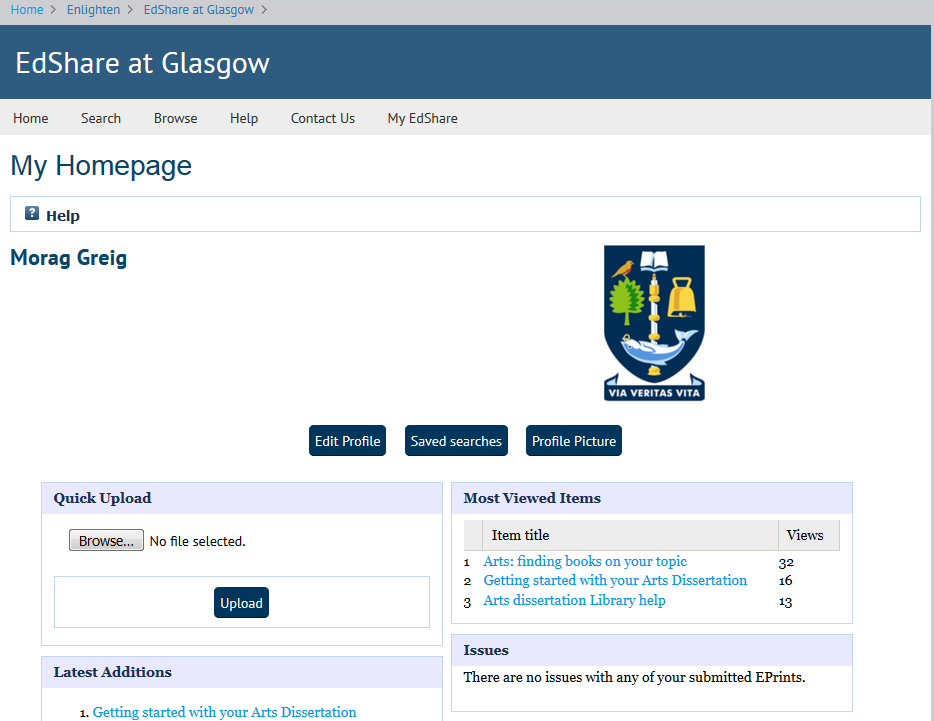 Home > Enlighten > EdShare at Glasgow >
EdShare at Glasgow
Home Search Browse Help Contact Us My EdShare
My Homepage
? Help
Morag Greig
VIA VERITAS VITA
Edit Profile Saved searches Profile Picture
Quick Upload
Browse... No file selected.
Upload
Latest Additions
1. Getting started with your Arts Dissertation
Most Viewed Items
Item title Views
1 Arts: finding books on your topic 32
2 Getting started with your Arts Dissertation 16
3 Arts dissertation Library help 13
Issues
There are no issues with any of your submitted EPrints.